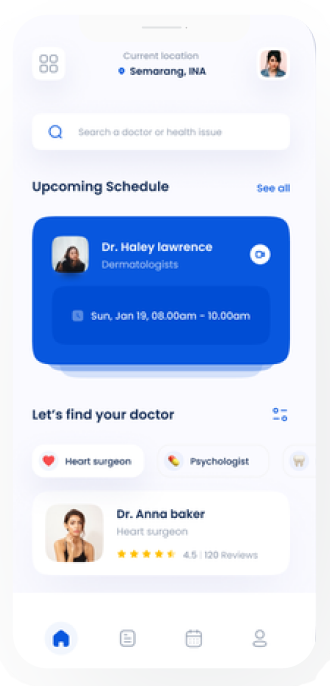 Current location
Semarang, INA
Search a doctor or health issue
Upcoming Schedule
See all
Dr. Haley lawrence
Dermatologists
Sun, Jan 19, 08.00am - 10.00am
Let's find your doctor
Heart surgeon
Psychologist
Dr. Anna baker
Heart surgeon
4.5 | 120 Reviews